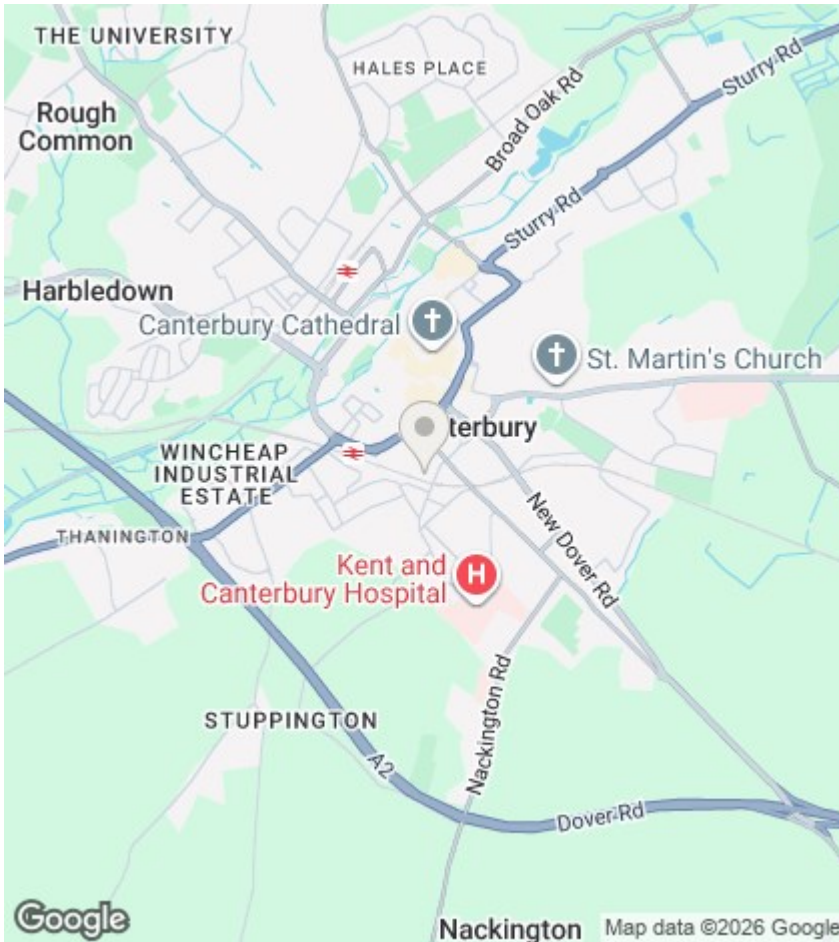 THE UNIVERSITY
HALES PLACE
Sturry Rd
Rough
Common
Broad Oak Rd
Sturry Rd
Harbledown
Canterbury Cathedral
St. Martin's Church
terbury
WINCHEAP
INDUSTRIAL
ESTATE
New Dover Rd
THANINGTON
Kent and
Canterbury Hospital
H
Nackington Rd
STUPPINGTON
A2
Dover Rd
Google
Nackington
Map data ©2026 Google